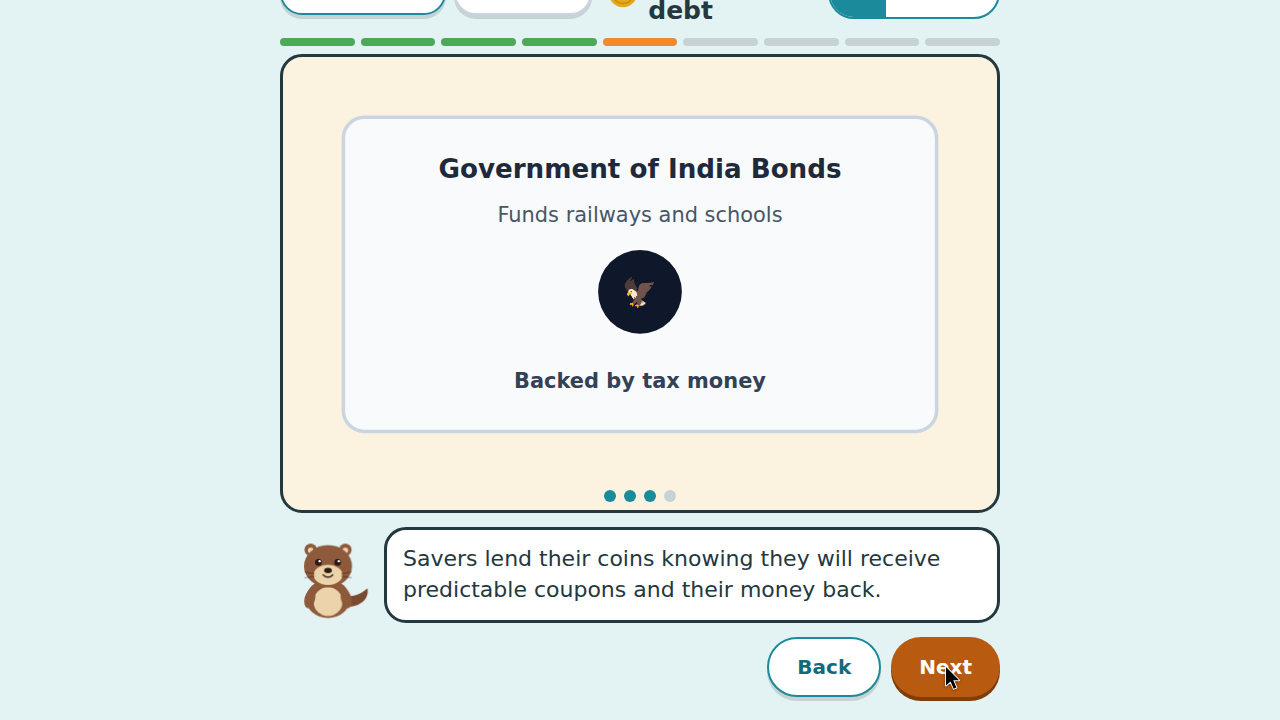 debt
Government of India Bonds
Funds railways and schools
Backed by tax money
Savers lend their coins knowing they will receive
predictable coupons and their money back.
Back
Next